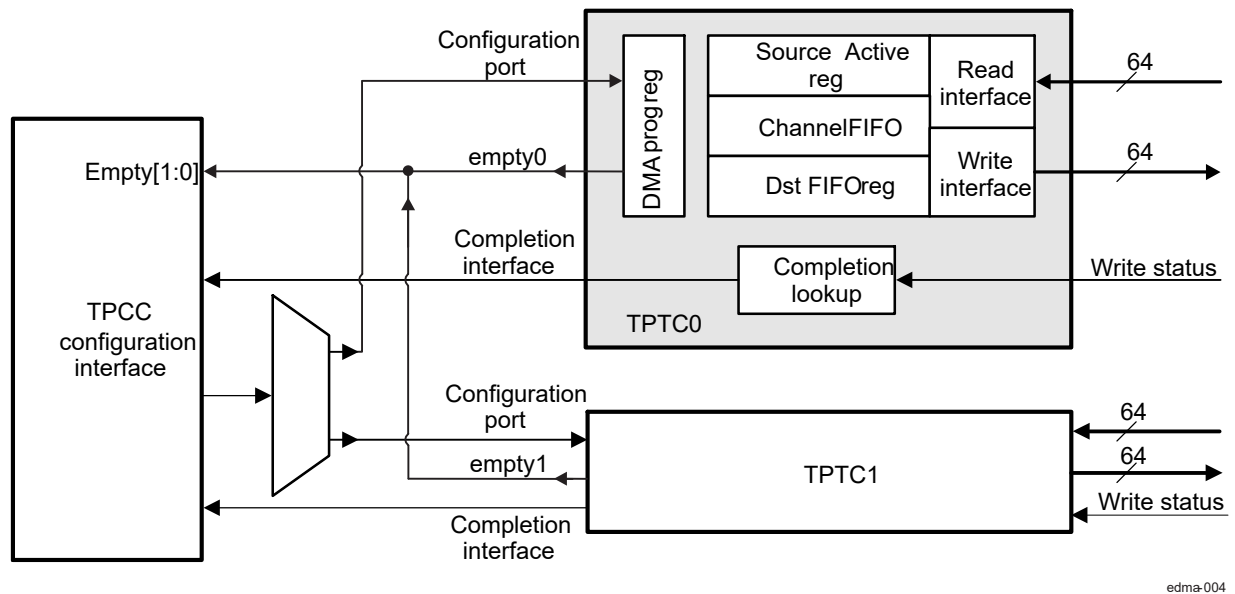 Configuration
port
DMA prog reg
Source Active
reg
ChannelFIFO
Dst FIFOreg
Read
interface
Write
interface
64
64
Empty[1:0]
empty0
Completion
interface
Completion
lookup
Write status
TPTC0
TPCC
configuration
interface
Configuration
port
empty1
Completion
interface
TPTC1
64
64
Write status
edma-004